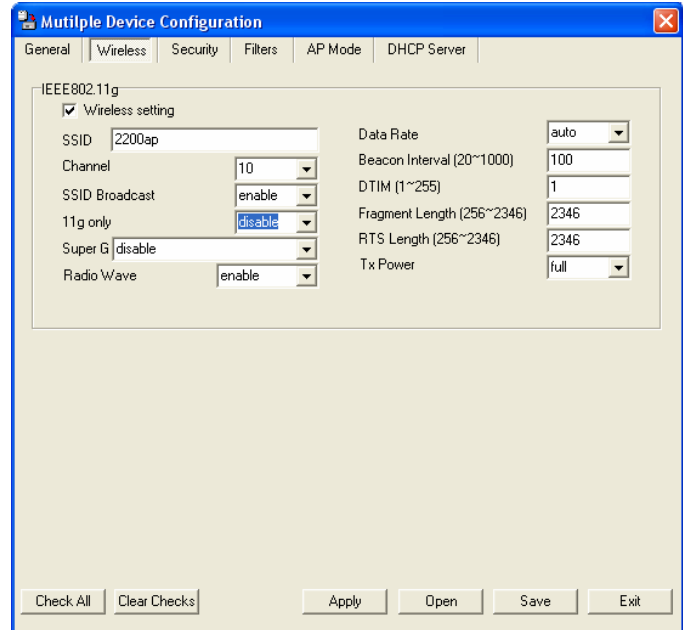 Mutilple Device Configuration
General Wireless Security Filters AP Mode DHCP Server
IEEE802.11g
Wireless setting
SSID 2200ap
Channel 10
SSID Broadcast enable
11g only disable
Super G disable
Radio Wave enable
Data Rate auto
Beacon Interval (20~1000) 100
DTIM (1~255) 1
Fragment Length (256~2346) 2346
RTS Length (256~2346) 2346
Tx Power full
Check All Clear Checks Apply Open Save Exit